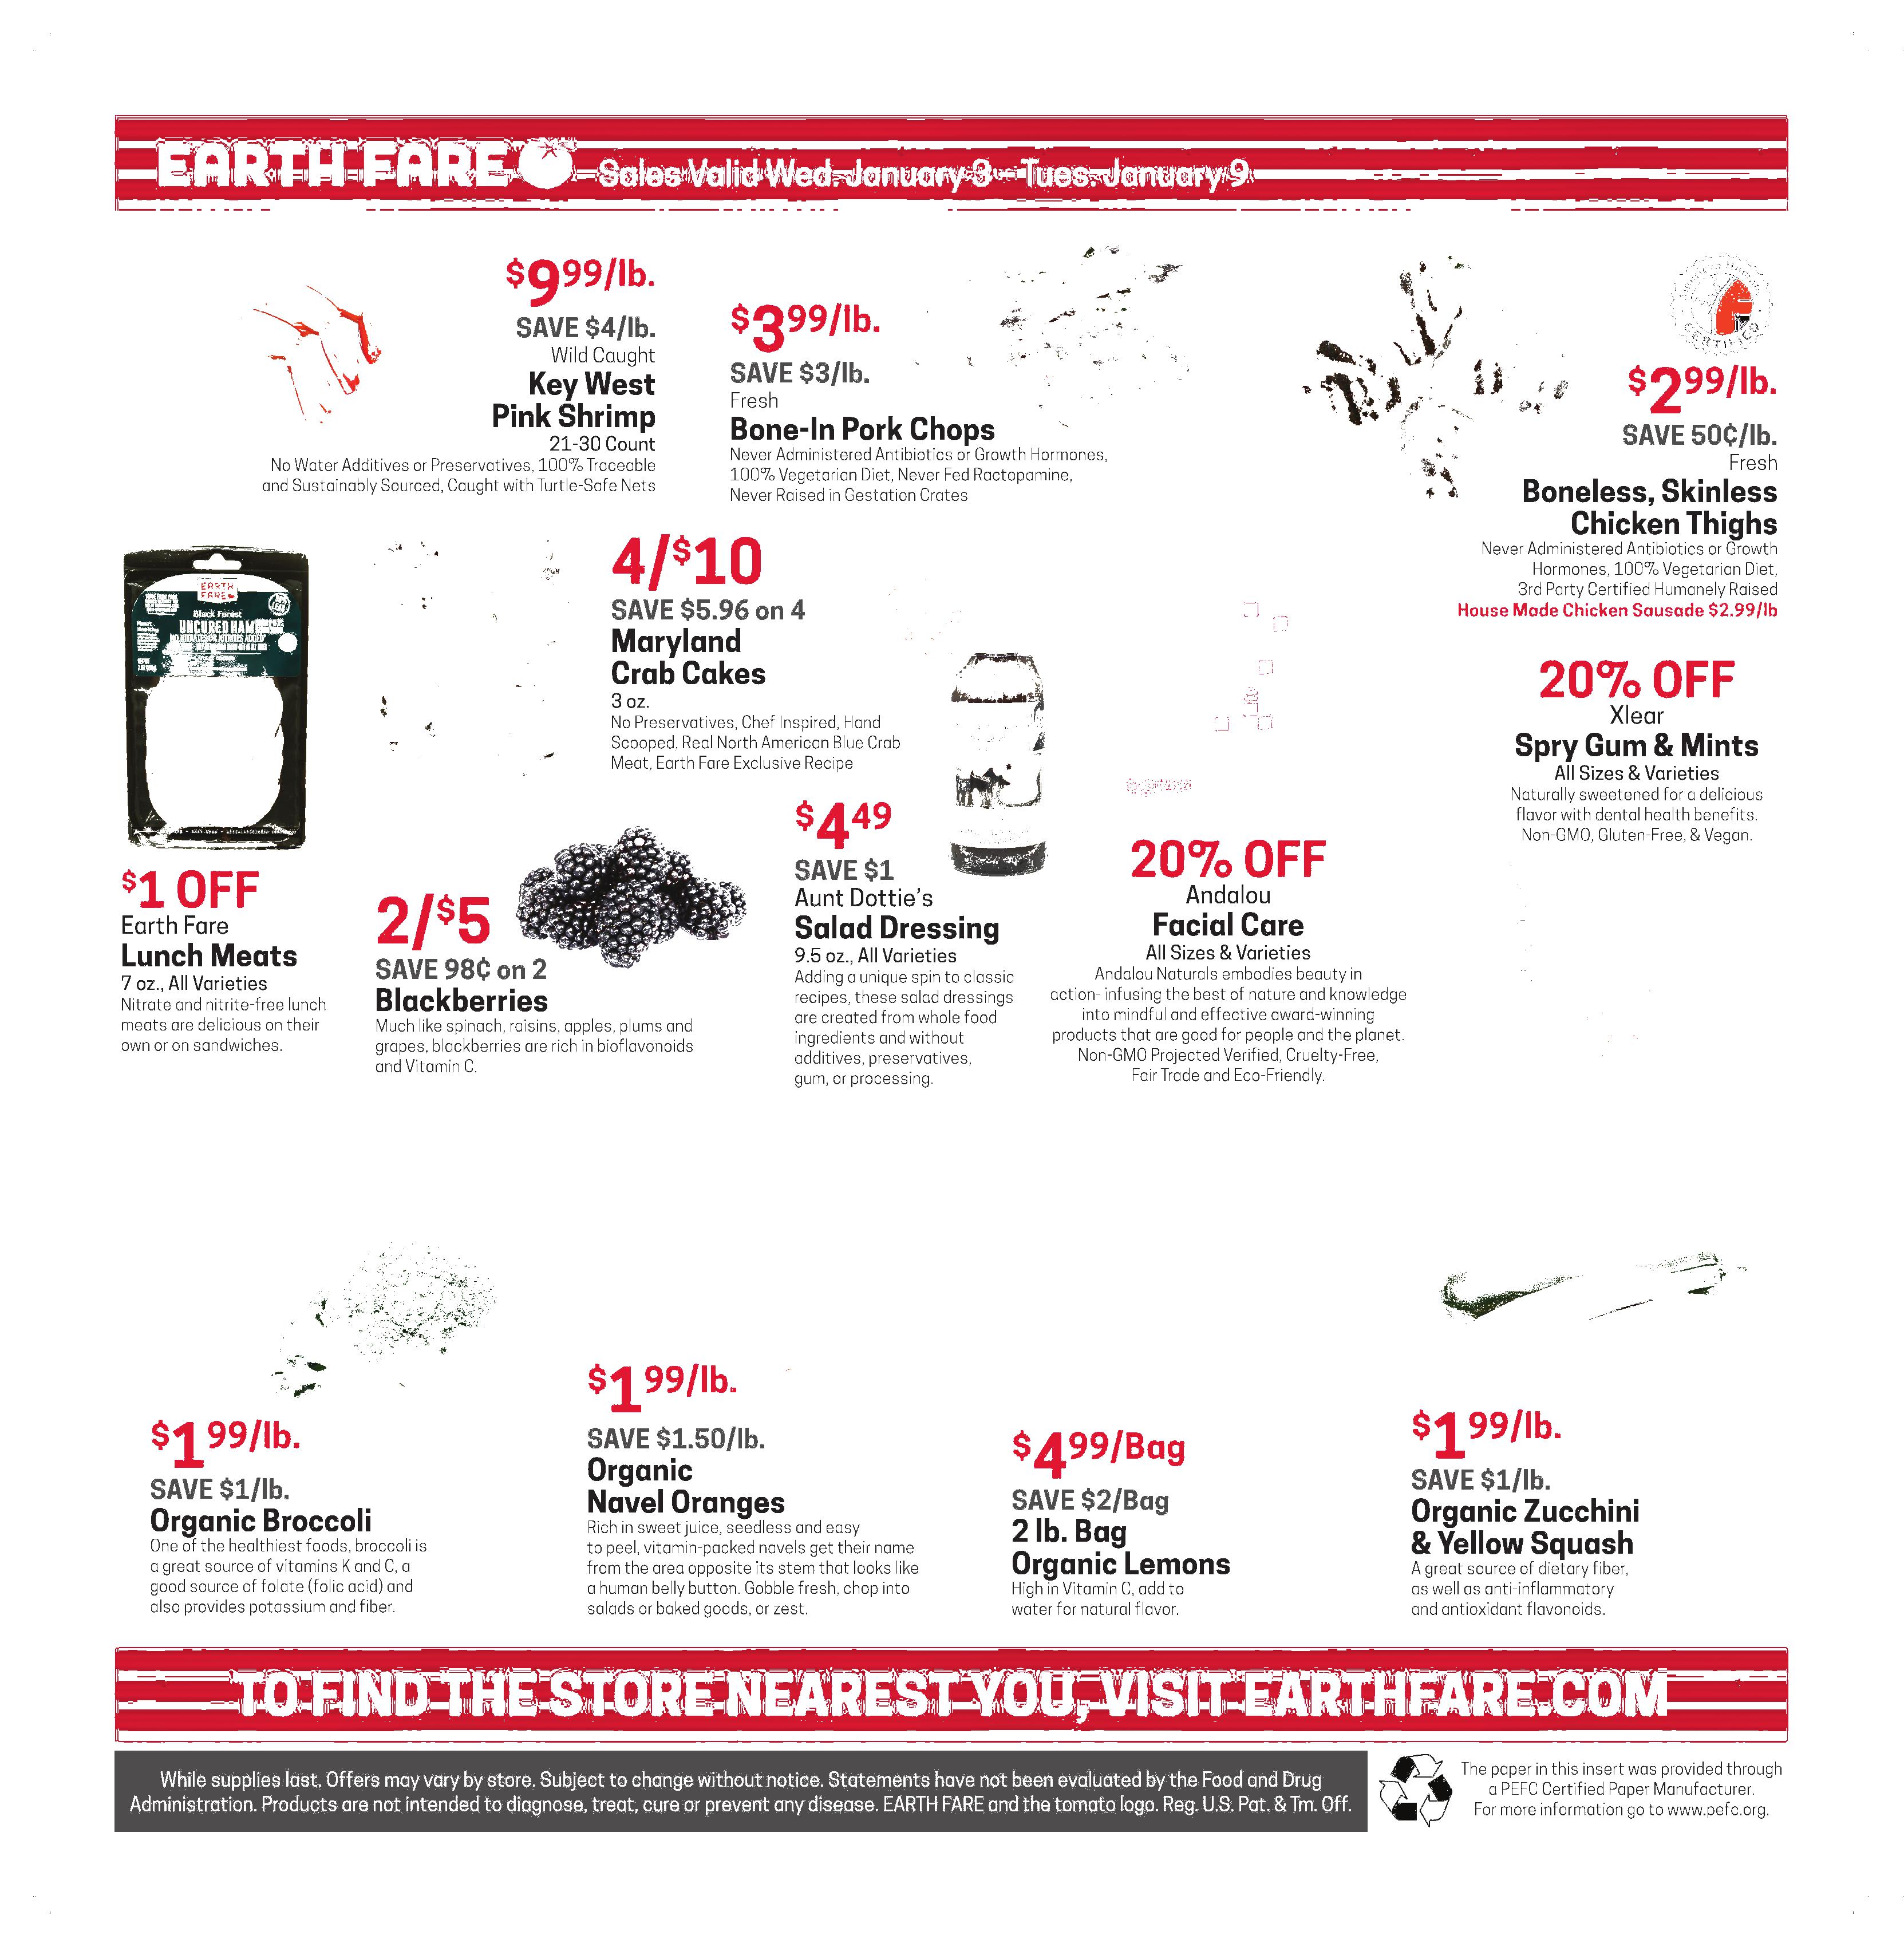 EARTH FARE Sales Valid Wed. January 3 - Tues. January 9
$9.99/lb.
SAVE $4/lb.
Wild Caught
Key West
Pink Shrimp
21-30 Count
No Water Additives or Preservatives, 100% Traceable
and Sustainably Sourced, Caught with Turtle-Safe Nets
$3.99/lb.
SAVE $3/lb.
Fresh
Bone-In Pork Chops
Never Administered Antibiotics or Growth Hormones,
100% Vegetarian Diet, Never Fed Ractopamine,
Never Raised in Gestation Crates
CERTIFIED
$2.99/lb.
SAVE 50¢/lb.
Fresh
Boneless, Skinless
Chicken Thighs
Never Administered Antibiotics or Growth
Hormones, 100% Vegetarian Diet,
3rd Party Certified Humanely Raised
House Made Chicken Sausade $2.99/lb
EARTH
FARE
Black Forest
UNCURED HAM
NO NITRATES OR NITRITES ADDED
$1 OFF
Earth Fare
Lunch Meats
7 oz., All Varieties
Nitrate and nitrite-free lunch
meats are delicious on their
own or on sandwiches.
4/$10
SAVE $5.96 on 4
Maryland
Crab Cakes
3 oz.
No Preservatives, Chef Inspired, Hand
Scooped, Real North American Blue Crab
Meat, Earth Fare Exclusive Recipe
2/$5
SAVE 98¢ on 2
Blackberries
Much like spinach, raisins, apples, plums and
grapes, blackberries are rich in bioflavonoids
and Vitamin C.
$4.49
SAVE $1
Aunt Dottie's
Salad Dressing
9.5 oz., All Varieties
Adding a unique spin to classic
recipes, these salad dressings
are created from whole food
ingredients and without
additives, preservatives,
gum, or processing.
20% OFF
Andalou
Facial Care
All Sizes & Varieties
Andalou Naturals embodies beauty in
action- infusing the best of nature and knowledge
into mindful and effective award-winning
products that are good for people and the planet.
Non-GMO Projected Verified, Cruelty-Free,
Fair Trade and Eco-Friendly.
20% OFF
Xlear
Spry Gum & Mints
All Sizes & Varieties
Naturally sweetened for a delicious
flavor with dental health benefits.
Non-GMO, Gluten-Free, & Vegan.
$1.99/lb.
SAVE $1/lb.
Organic Broccoli
One of the healthiest foods, broccoli is
a great source of vitamins K and C, a
good source of folate (folic acid) and
also provides potassium and fiber.
$1.99/lb.
SAVE $1.50/lb.
Organic
Navel Oranges
Rich in sweet juice, seedless and easy
to peel, vitamin-packed navels get their name
from the area opposite its stem that looks like
a human belly button. Gobble fresh, chop into
salads or baked goods, or zest.
$4.99/Bag
SAVE $2/Bag
2 lb. Bag
Organic Lemons
High in Vitamin C, add to
water for natural flavor.
$1.99/lb.
SAVE $1/lb.
Organic Zucchini
& Yellow Squash
A great source of dietary fiber,
as well as anti-inflammatory
and antioxidant flavonoids.
TO FIND THE STORE NEAREST YOU, VISIT EARTHFARE.COM
While supplies last. Offers may vary by store. Subject to change without notice. Statements have not been evaluated by the Food and Drug
Administration. Products are not intended to diagnose, treat, cure or prevent any disease. EARTH FARE and the tomato logo. Reg. U.S. Pat. & Tm. Off.
The paper in this insert was provided through
a PEFC Certified Paper Manufacturer.
For more information go to www.pefc.org.